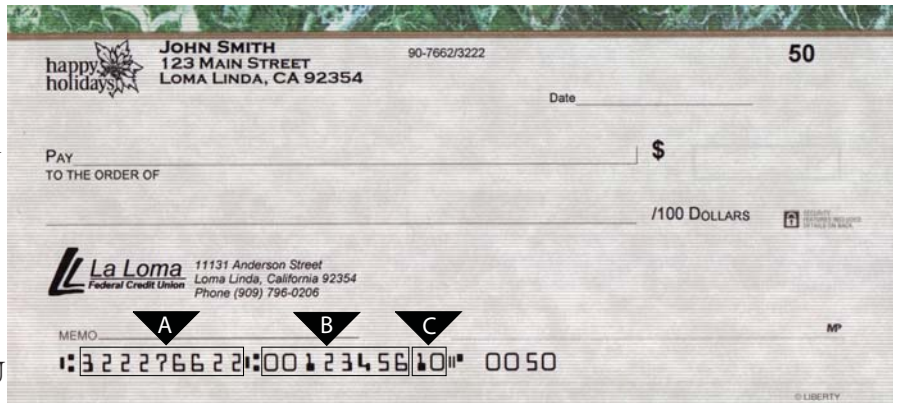 happy
holidays
JOHN SMITH
123 MAIN STREET
LOMA LINDA, CA 92354
90-7662/3222
50
Date
PAY
TO THE ORDER OF
$
/100 DOLLARS
La Loma
Federal Credit Union
11131 Anderson Street
Loma Linda, California 92354
Phone (909) 796-0206
A B C
MEMO
MP
⑆322276622⑆00123456 10⑈ 0050
© LIBERTY